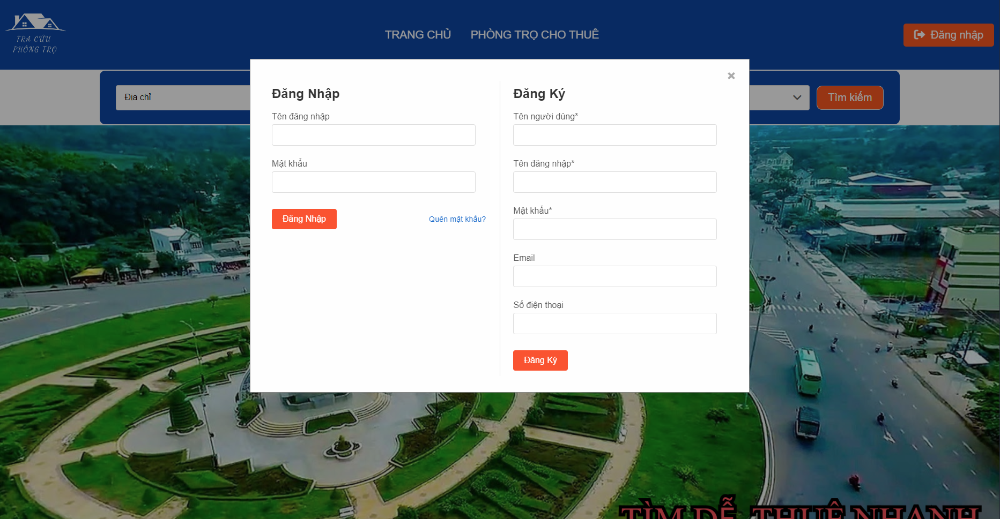 TRA CỨU
PHÒNG TRỌ
TRANG CHỦ
PHÒNG TRỌ CHO THUÊ
Đăng nhập
Địa chỉ
Tìm kiếm
Đăng Nhập
Tên đăng nhập
Mật khẩu
Đăng Nhập
Quên mật khẩu?
Đăng Ký
Tên người dùng*
Tên đăng nhập*
Mật khẩu*
Email
Số điện thoại
Đăng Ký
TÌM DỄ, THUÊ NHANH